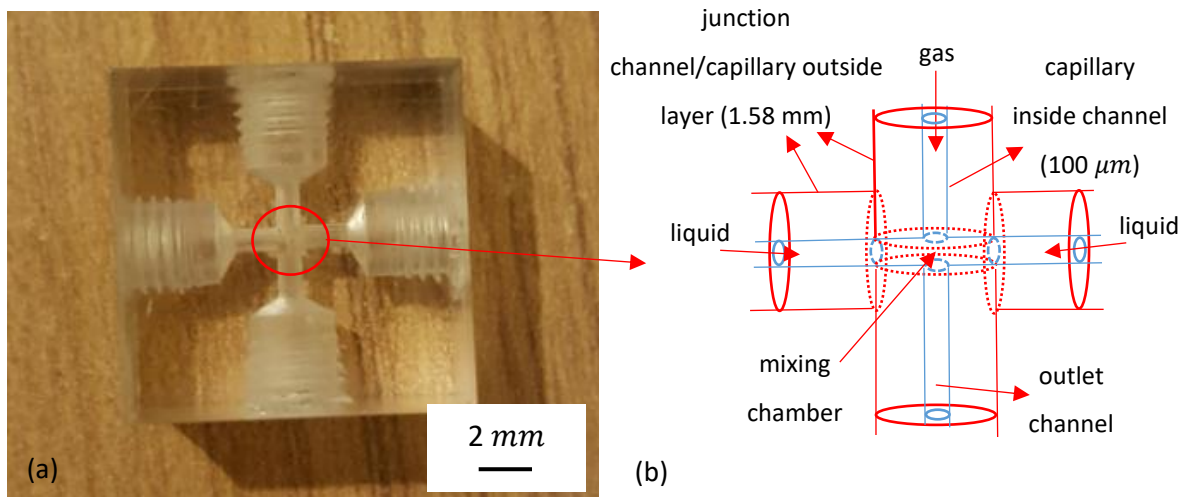 2 mm
(a)
junction
channel/capillary outside
layer (1.58 mm)
gas
capillary
inside channel
(100 μm)
liquid
liquid
mixing
chamber
outlet
channel
(b)